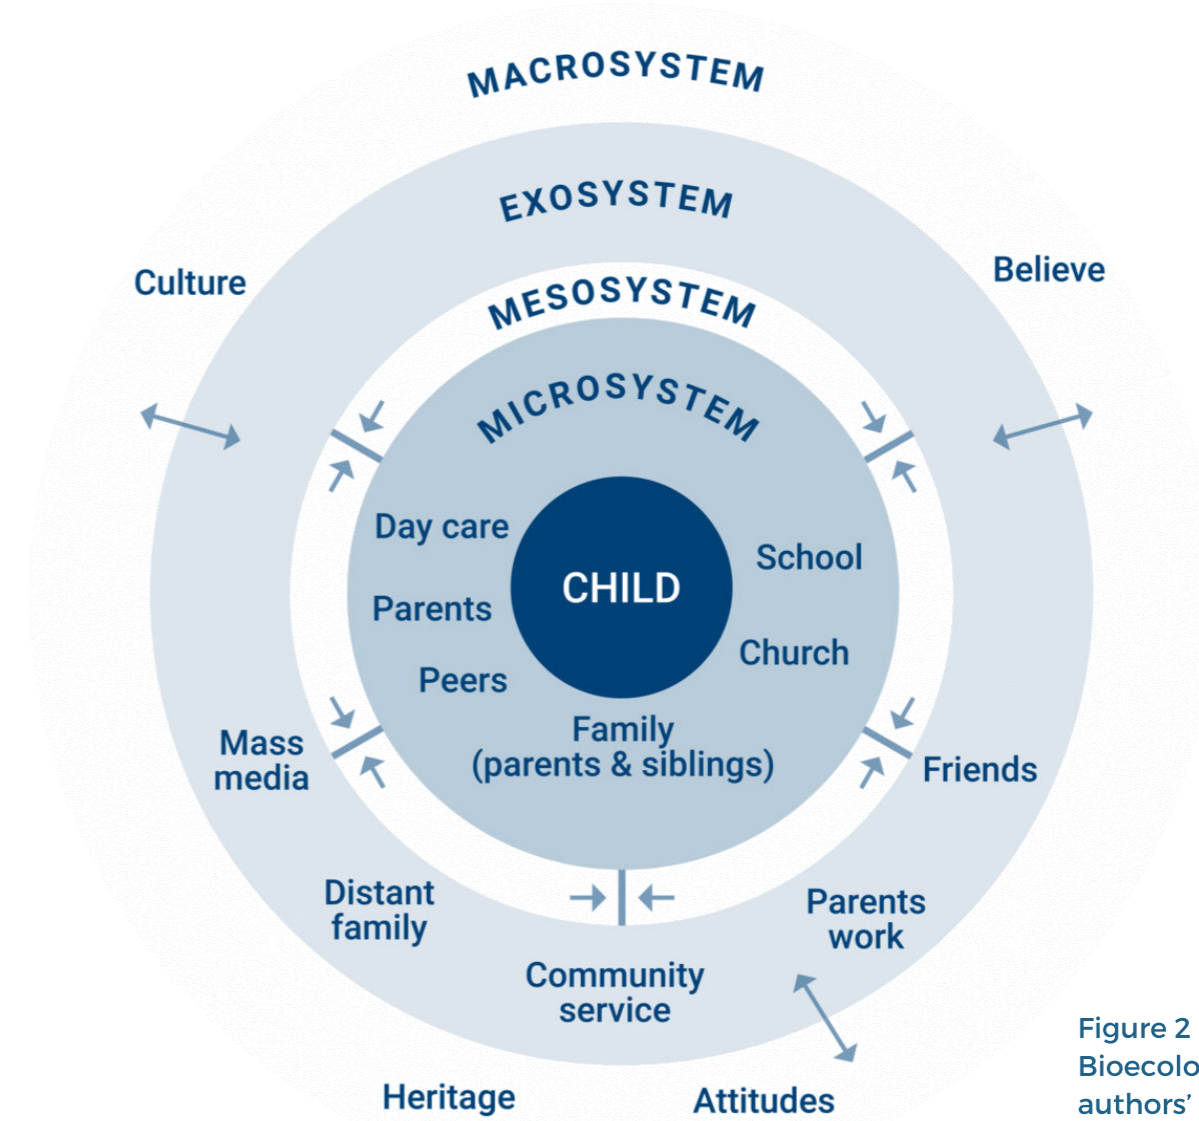 MACROSYSTEM
EXOSYSTEM
MESOSYSTEM
MICROSYSTEM
Culture
Believe
Day care
School
CHILD
Parents
Church
Peers
Family
(parents & siblings)
Mass
media
Friends
Distant
family
Parents
work
Community
service
Heritage
Attitudes
Figure 2
Bioecolo
authors’